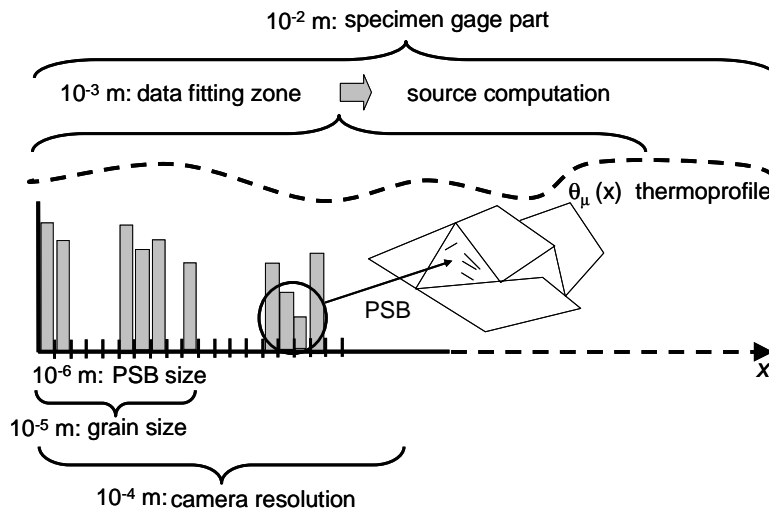 10⁻² m: specimen gage part
10⁻³ m: data fitting zone
source computation
θμ (x) thermoprofile
PSB
x
10⁻⁶ m: PSB size
10⁻⁵ m: grain size
10⁻⁴ m: camera resolution